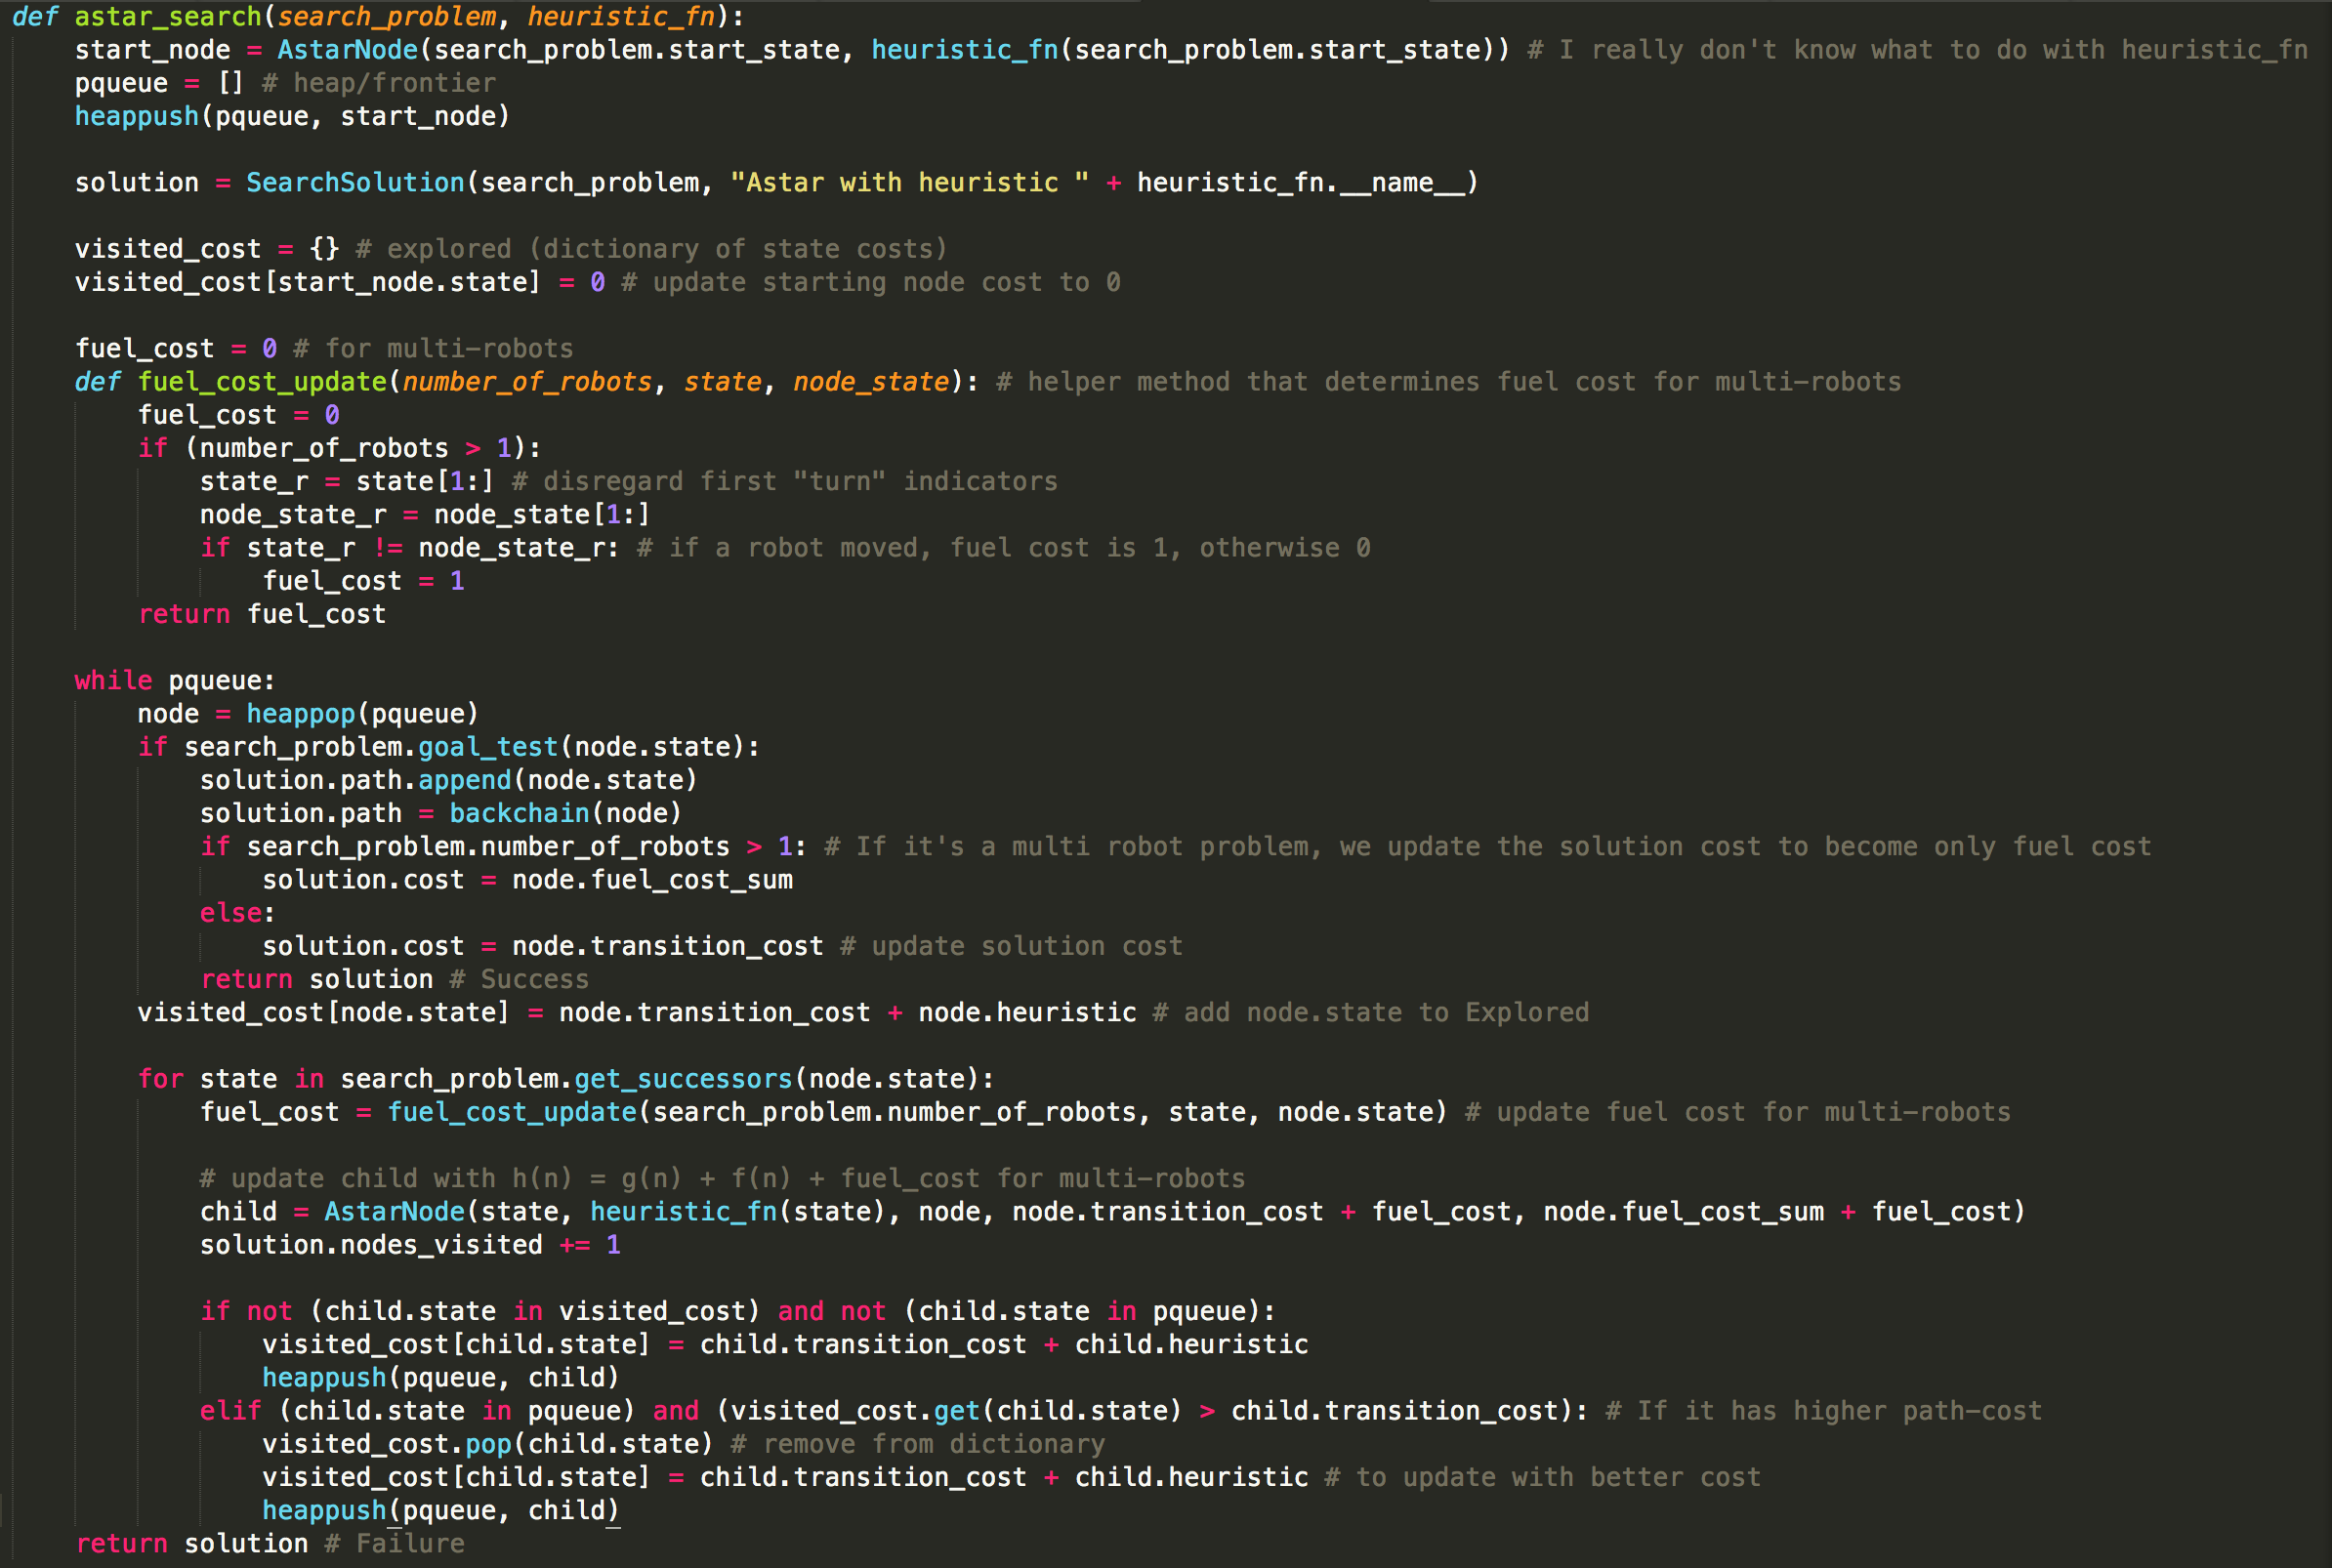 def astar_search(search_problem, heuristic_fn):
    start_node = AstarNode(search_problem.start_state, heuristic_fn(search_problem.start_state)) # I really don't know what to do with heuristic_fn
    pqueue = [] # heap/frontier
    heappush(pqueue, start_node)

    solution = SearchSolution(search_problem, "Astar with heuristic " + heuristic_fn.__name__)

    visited_cost = {} # explored (dictionary of state costs)
    visited_cost[start_node.state] = 0 # update starting node cost to 0

    fuel_cost = 0 # for multi-robots
    def fuel_cost_update(number_of_robots, state, node_state): # helper method that determines fuel cost for multi-robots
        fuel_cost = 0
        if (number_of_robots > 1):
            state_r = state[1:] # disregard first "turn" indicators
            node_state_r = node_state[1:]
            if state_r != node_state_r: # if a robot moved, fuel cost is 1, otherwise 0
                fuel_cost = 1
        return fuel_cost

    while pqueue:
        node = heappop(pqueue)
        if search_problem.goal_test(node.state):
            solution.path.append(node.state)
            solution.path = backchain(node)
            if search_problem.number_of_robots > 1: # If it's a multi robot problem, we update the solution cost to become only fuel cost
                solution.cost = node.fuel_cost_sum
            else:
                solution.cost = node.transition_cost # update solution cost
            return solution # Success
        visited_cost[node.state] = node.transition_cost + node.heuristic # add node.state to Explored

        for state in search_problem.get_successors(node.state):
            fuel_cost = fuel_cost_update(search_problem.number_of_robots, state, node.state) # update fuel cost for multi-robots

            # update child with h(n) = g(n) + f(n) + fuel_cost for multi-robots
            child = AstarNode(state, heuristic_fn(state), node, node.transition_cost + fuel_cost, node.fuel_cost_sum + fuel_cost)
            solution.nodes_visited += 1

            if not (child.state in visited_cost) and not (child.state in pqueue):
                visited_cost[child.state] = child.transition_cost + child.heuristic
                heappush(pqueue, child)
            elif (child.state in pqueue) and (visited_cost.get(child.state) > child.transition_cost): # If it has higher path-cost
                visited_cost.pop(child.state) # remove from dictionary
                visited_cost[child.state] = child.transition_cost + child.heuristic # to update with better cost
                heappush(pqueue, child)
    return solution # Failure